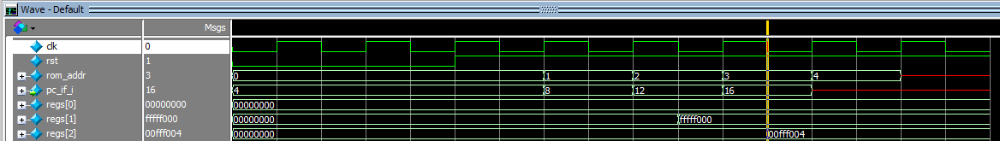 Wave - Default
Msgs
clk 0
rst 1
rom_addr 3 0 1 2 3 4
pc_if_i 16 4 8 12 16
regs[0] 00000000 00000000
regs[1] fffff000 00000000 fffff000
regs[2] 00fff004 00000000 00fff004